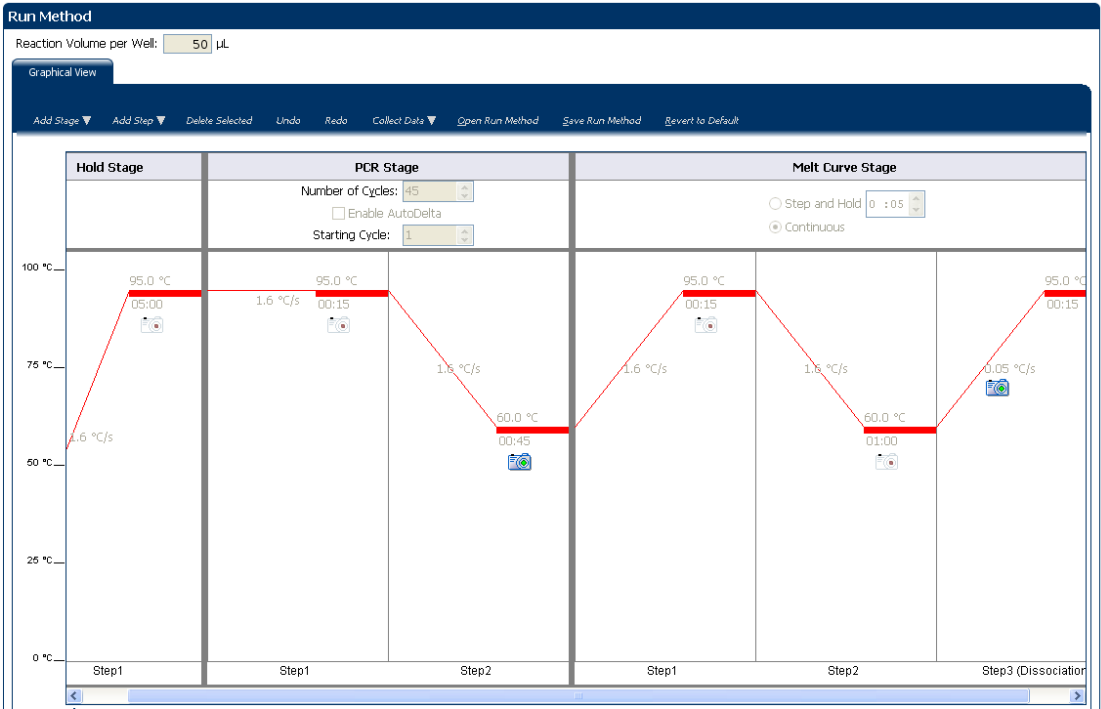 Run Method
Reaction Volume per Well: 50 µL
Graphical View
Add Stage Add Step Delete Selected Undo Redo Collect Data Open Run Method Save Run Method Revert to Default
Hold Stage PCR Stage Melt Curve Stage
Number of Cycles: 45
Enable AutoDelta
Starting Cycle: 1
Step and Hold 0 :05
Continuous
100 °C
95.0 °C 95.0 °C 95.0 °C 95.0 °C
05:00 1.6 °C/s 00:15 00:15 00:15
75 °C
1.6 °C/s 1.6 °C/s 1.6 °C/s 0.05 °C/s
60.0 °C 60.0 °C
1.6 °C/s 00:45 01:00
50 °C
25 °C
0 °C
Step1 Step1 Step2 Step1 Step2 Step3 (Dissociation